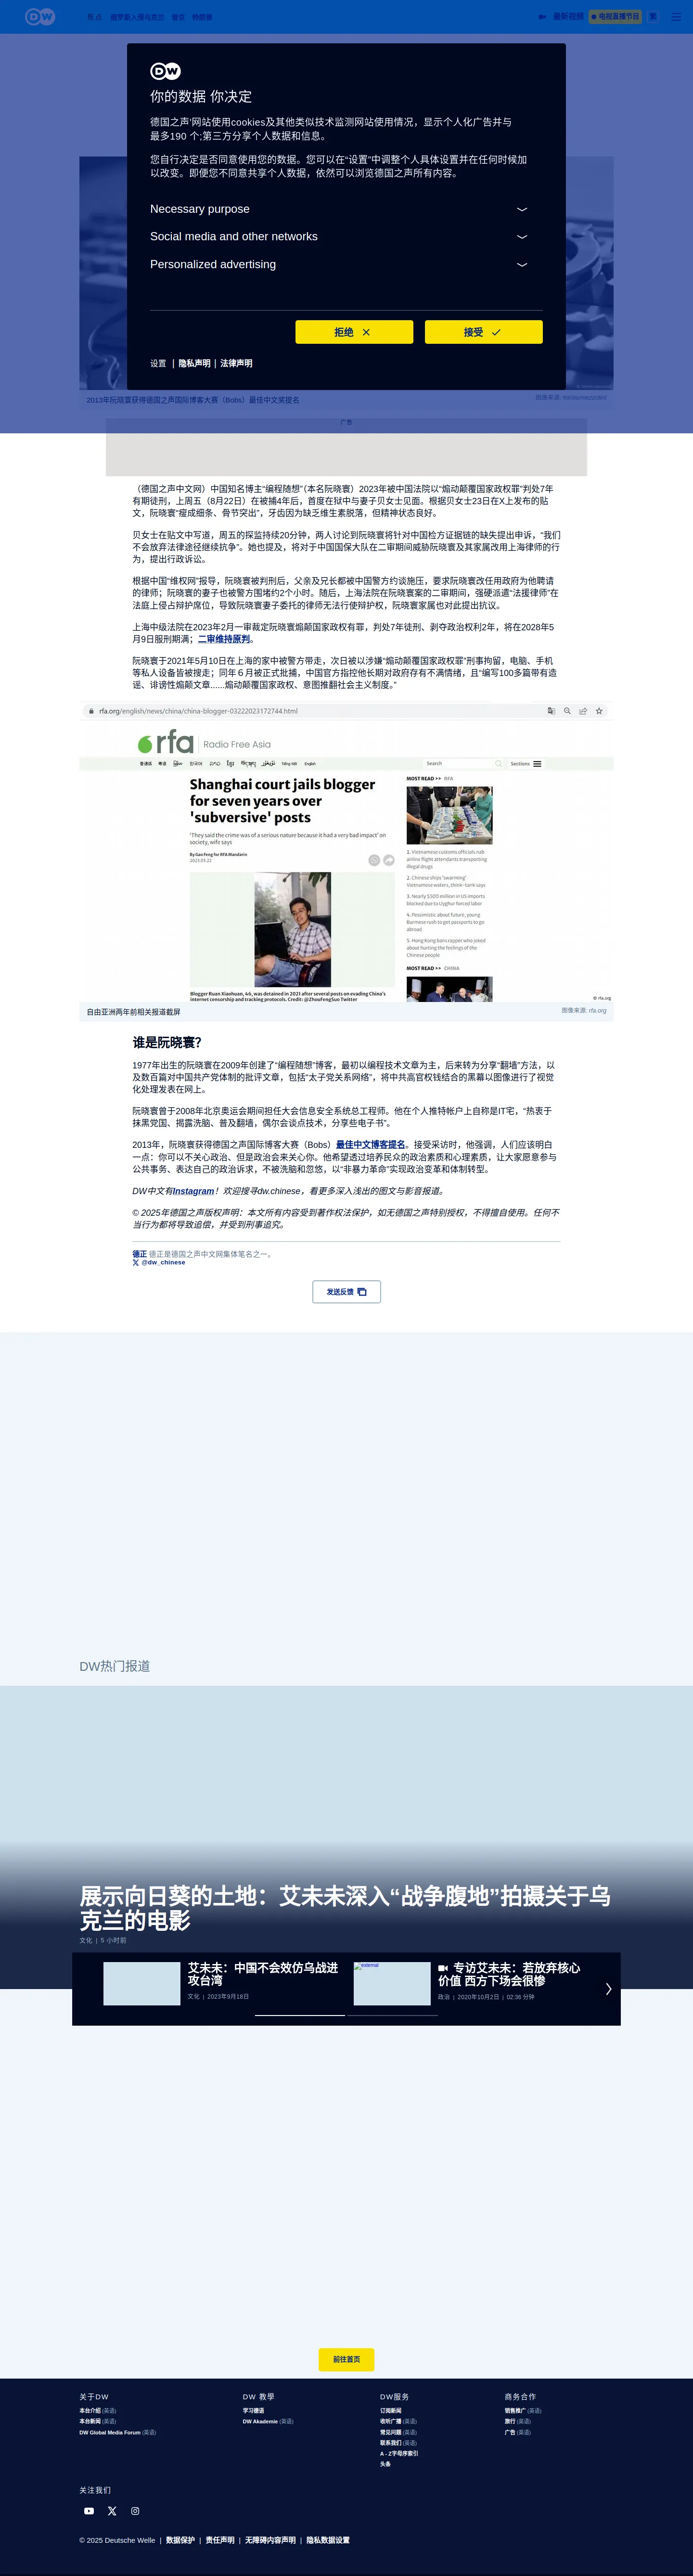 DW
焦点 俄罗斯入侵乌克兰 健康 特朗普
最新视频 电视直播节目 繁
DW
你的数据 你决定
德国之声'网站使用cookies及其他类似技术监测网站使用情况，显示个人化广告并与
最多190 个;第三方分享个人数据和信息。
您自行决定是否同意使用您的数据。您可以在“设置”中调整个人具体设置并在任何时候加
以改变。即便您不同意共享个人数据，依然可以浏览德国之声所有内容。
Necessary purpose
Social media and other networks
Personalized advertising
拒绝 接受
设置 | 隐私声明 | 法律声明
2013年阮晓寰获得德国之声国际博客大赛（Bobs）最佳中文奖提名
图像来源:
广告
（德国之声中文网）中国知名博主“编程随想”（本名阮晓寰）2023年被中国法院以“煽动颠覆国家政权罪”判处7年
有期徒刑，上周五（8月22日）在被捕4年后，首度在狱中与妻子贝女士见面。根据贝女士23日在X上发布的贴
文，阮晓寰“瘦成细条、骨节突出”，牙齿因为缺乏维生素脱落，但精神状态良好。
贝女士在贴文中写道，周五的探监持续20分钟，两人讨论到阮晓寰将针对中国检方证据链的缺失提出申诉，“我们
不会放弃法律途径继续抗争”。她也提及，将对于中国国保大队在二审期间威胁阮晓寰及其家属改用上海律师的行
为，提出行政诉讼。
根据中国“维权网”报导，阮晓寰被判刑后，父亲及兄长都被中国警方约谈施压，要求阮晓寰改任用政府为他聘请
的律师；阮晓寰的妻子也被警方围堵约2个小时。随后，上海法院在阮晓寰案的二审期间，强硬派遣“法援律师”在
法庭上侵占辩护席位，导致阮晓寰妻子委托的律师无法行使辩护权，阮晓寰家属也对此提出抗议。
上海中级法院在2023年2月一审裁定阮晓寰煽颠国家政权有罪，判处7年徒刑、剥夺政治权利2年，将在2028年5
月9日服刑期满；二审维持原判。
阮晓寰于2021年5月10日在上海的家中被警方带走，次日被以涉嫌“煽动颠覆国家政权罪”刑事拘留，电脑、手机
等私人设备皆被搜走；同年６月被正式批捕，中国官方指控他长期对政府存有不满情绪，且“编写100多篇带有造
谣、诽谤性煽颠文章......煽动颠覆国家政权、意图推翻社会主义制度。”
rfa.org/english/news/china/china-blogger-03222023172744.html
rfa Radio Free Asia
普通话 粤语 မြန်မာ 한국어 ລາວ ខ្មែរ བོད་སྐད། ئۇيغۇر Tiếng Việt English
Search Sections
Shanghai court jails blogger
for seven years over
'subversive' posts
'They said the crime was of a serious nature because it had a very bad impact' on
society, wife says
By Gao Feng for RFA Mandarin
2023.03.22
Blogger Ruan Xiaohuan, 46, was detained in 2021 after several posts on evading China's
internet censorship and tracking protocols. Credit: @ZhouFengSuo Twitter
MOST READ >> RFA
1. Vietnamese customs officials nab
airline flight attendants transporting
illegal drugs
2. Chinese ships 'swarming'
Vietnamese waters, think-tank says
3. Nearly $300 million in US imports
blocked due to Uyghur forced labor
4. Pessimistic about future, young
Burmese rush to get passports to go
abroad
5. Hong Kong bars rapper who joked
about hurting the feelings of the
Chinese people
MOST READ >> CHINA
© rfa.org
自由亚洲两年前相关报道截屏
图像来源: rfa.org
谁是阮晓寰？
1977年出生的阮晓寰在2009年创建了“编程随想”博客，最初以编程技术文章为主，后来转为分享“翻墙”方法，以
及数百篇对中国共产党体制的批评文章，包括“太子党关系网络”，将中共高官权钱结合的黑幕以图像进行了视觉
化处理发表在网上。
阮晓寰曾于2008年北京奥运会期间担任大会信息安全系统总工程师。他在个人推特帐户上自称是IT宅，“热衷于
抹黑党国、揭露洗脑、普及翻墙，偶尔会谈点技术，分享些电子书”。
2013年，阮晓寰获得德国之声国际博客大赛（Bobs）最佳中文博客提名。接受采访时，他强调，人们应该明白
一点：你可以不关心政治、但是政治会来关心你。他希望透过培养民众的政治素质和心理素质，让大家愿意参与
公共事务、表达自己的政治诉求，不被洗脑和忽悠，以“非暴力革命”实现政治变革和体制转型。
DW中文有Instagram！欢迎搜寻dw.chinese，看更多深入浅出的图文与影音报道。
© 2025年德国之声版权声明：本文所有内容受到著作权法保护，如无德国之声特别授权，不得擅自使用。任何不
当行为都将导致追偿，并受到刑事追究。
德正 德正是德国之声中文网集体笔名之一。
@dw_chinese
发送反馈
DW热门报道
展示向日葵的土地：艾未未深入“战争腹地”拍摄关于乌
克兰的电影
文化 | 5 小时前
艾未未：中国不会效仿乌战进
攻台湾
文化 | 2023年9月18日
external
专访艾未未：若放弃核心
价值 西方下场会很惨
政治 | 2020年10月2日 | 02:36 分钟
前往首页
关于DW
本台介绍 (英语)
本台新闻 (英语)
DW Global Media Forum (英语)
DW 教學
学习德语
DW Akademie (英语)
DW服务
订阅新闻
收听广播 (英语)
常见问题 (英语)
联系我们 (英语)
A - Z字母序索引
头条
商务合作
销售推广 (英语)
旅行 (英语)
广告 (英语)
关注我们
© 2025 Deutsche Welle | 数据保护 | 责任声明 | 无障碍内容声明 | 隐私数据设置